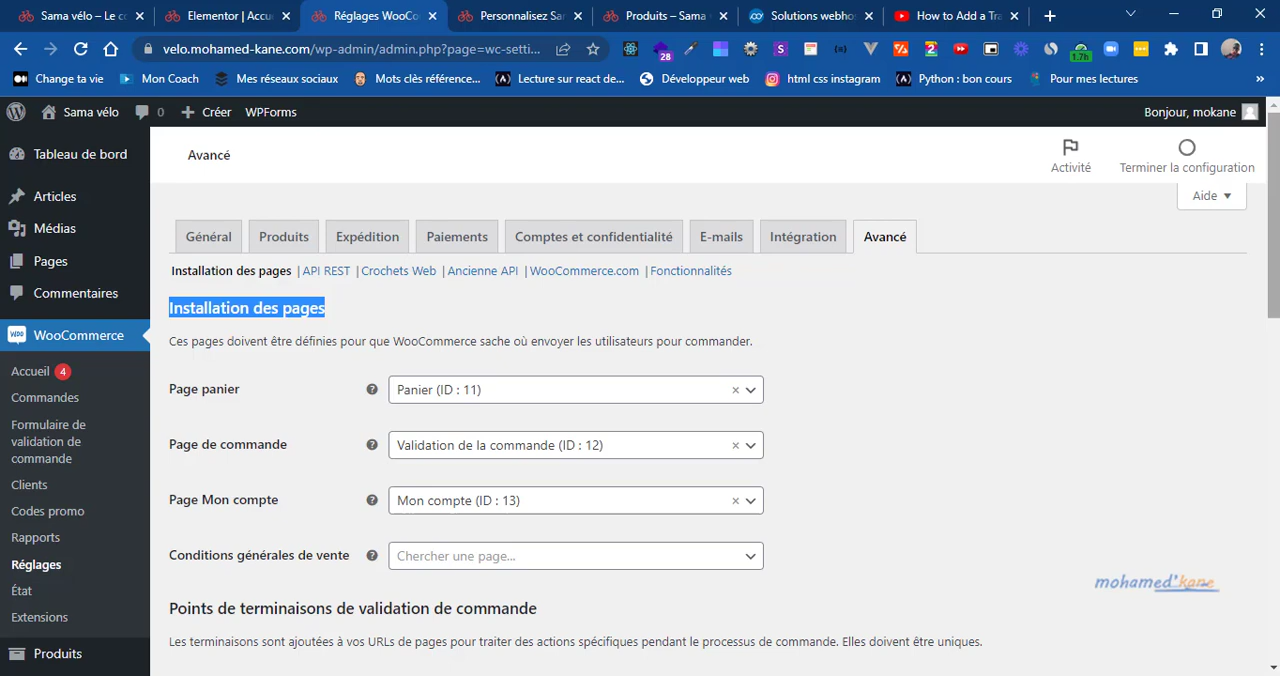 Sama vélo – Le c
Elementor | Accu
Réglages WooCo
Personnalisez Sa
Produits – Sama
Solutions webho
How to Add a Tra
velo.mohamed-kane.com/wp-admin/admin.php?page=wc-setti...
28
1.7h
Change ta vie
Mon Coach
Mes réseaux sociaux
Mots clès référence...
Lecture sur react de...
Développeur web
html css instagram
Python : bon cours
Pour mes lectures
»
Sama vélo
0
Créer
WPForms
Bonjour, mokane
Tableau de bord
Articles
Médias
Pages
Commentaires
WooCommerce
Accueil 4
Commandes
Formulaire de
validation de
commande
Clients
Codes promo
Rapports
Réglages
État
Extensions
Produits
Avancé
Activité
Terminer la configuration
Aide ▼
Général
Produits
Expédition
Paiements
Comptes et confidentialité
E-mails
Intégration
Avancé
Installation des pages | API REST | Crochets Web | Ancienne API | WooCommerce.com | Fonctionnalités
Installation des pages
Ces pages doivent être définies pour que WooCommerce sache où envoyer les utilisateurs pour commander.
Page panier
Panier (ID : 11)
Page de commande
Validation de la commande (ID : 12)
Page Mon compte
Mon compte (ID : 13)
Conditions générales de vente
Chercher une page...
mohamed'kane
Points de terminaisons de validation de commande
Les terminaisons sont ajoutées à vos URLs de pages pour traiter des actions spécifiques pendant le processus de commande. Elles doivent être uniques.